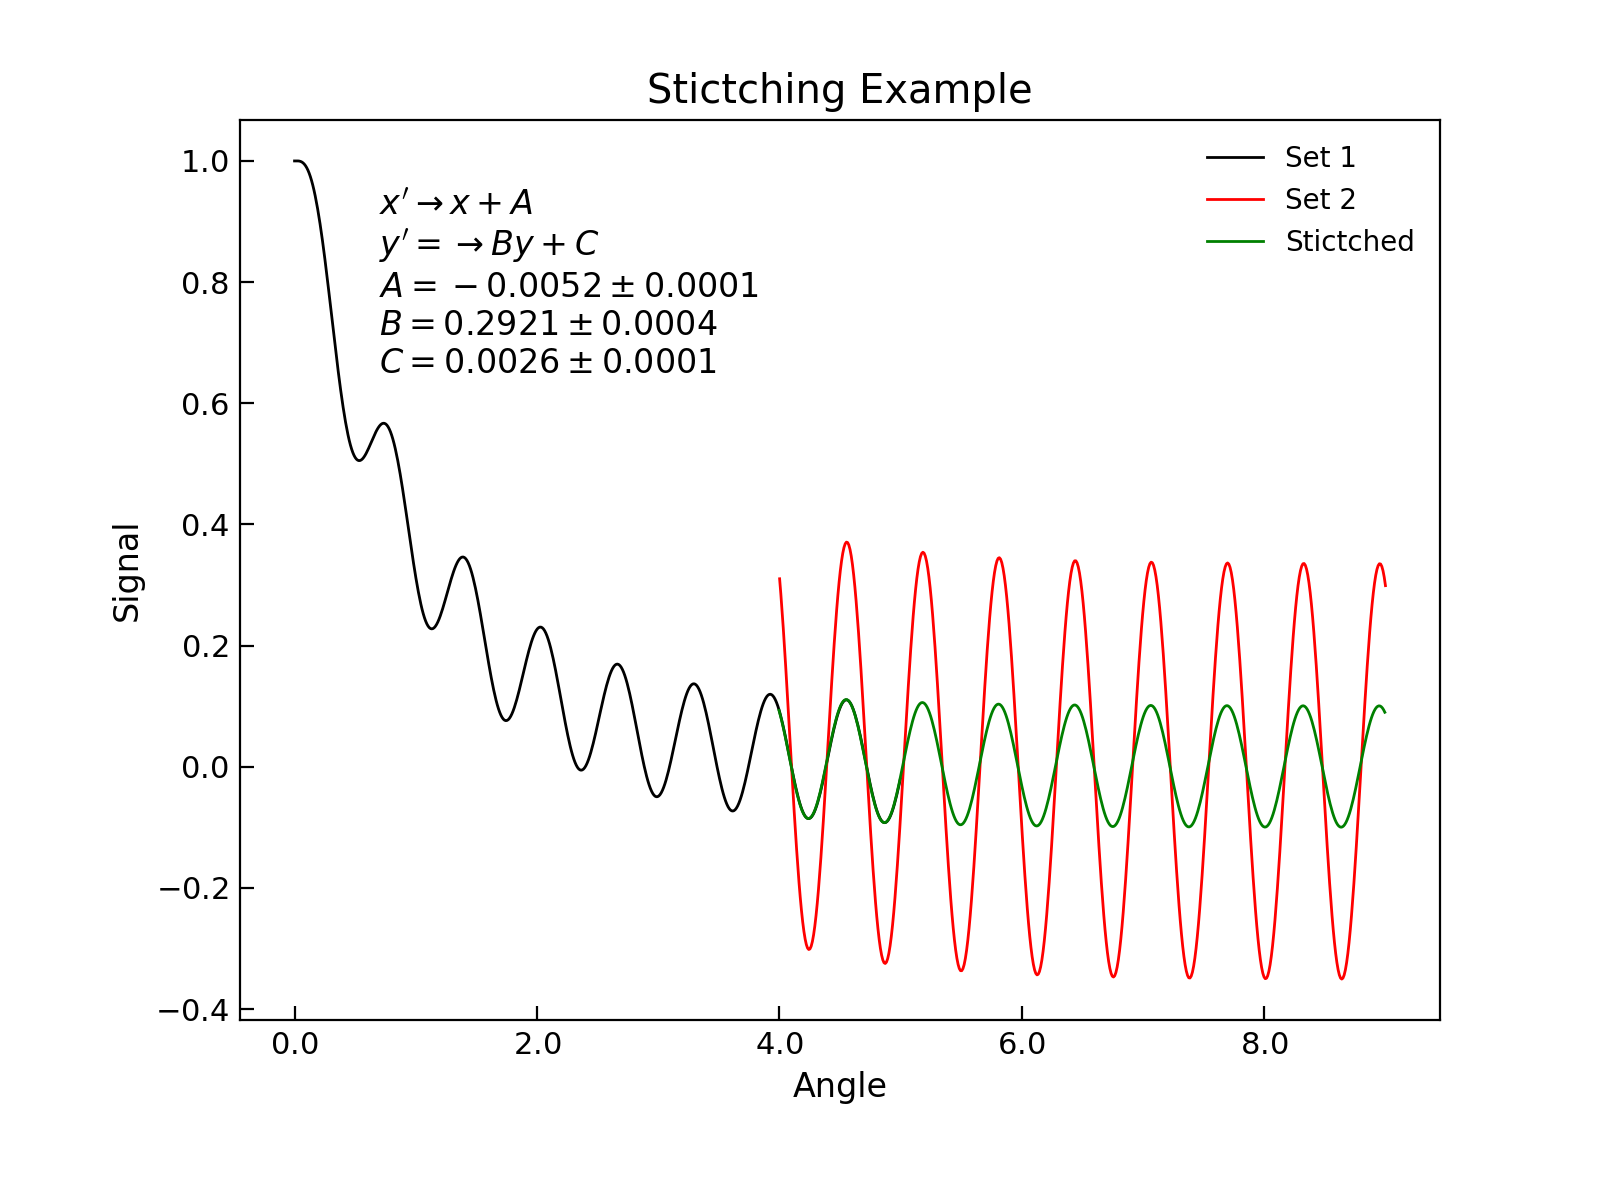 Stictching Example
Set 1
Set 2
Stictched
x′ → x + A
y′ = → By + C
A = −0.0052 ± 0.0001
B = 0.2921 ± 0.0004
C = 0.0026 ± 0.0001
1.0
0.8
0.6
0.4
0.2
0.0
−0.2
−0.4
Signal
0.0 2.0 4.0 6.0 8.0
Angle